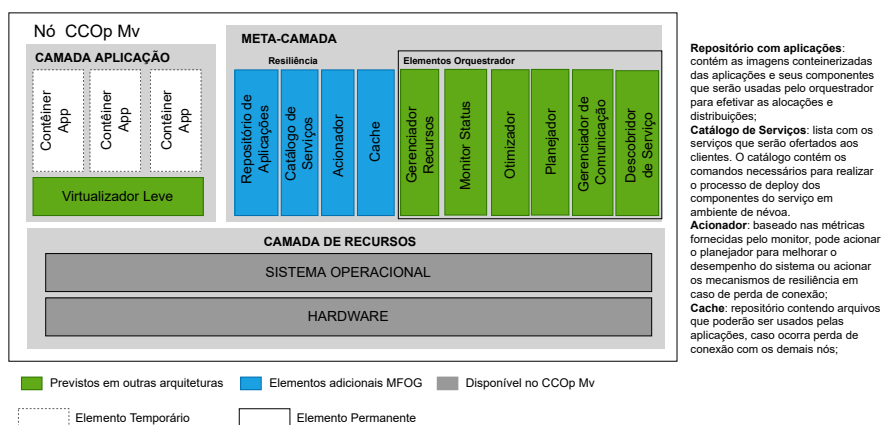 Nó CCOp Mv
CAMADA APLICAÇÃO
Contêiner
App
Contêiner
App
Contêiner
App
Virtualizador Leve
META-CAMADA
Resiliência
Elementos Orquestrador
Repositório de
Aplicações
Catálogo de
Serviços
Acionador
Cache
Gerenciador
Recursos
Monitor Status
Otimizador
Planejador
Gerenciador de
Comunicação
Descobridor
de Serviço
CAMADA DE RECURSOS
SISTEMA OPERACIONAL
HARDWARE
Repositório com aplicações:
contém as imagens conteinerizadas
das aplicações e seus componentes
que serão usadas pelo orquestrador
para efetivar as alocações e
distribuições;
Catálogo de Serviços: lista com os
serviços que serão ofertados aos
clientes. O catálogo contém os
comandos necessários para realizar
o processo de deploy dos
componentes do serviço em
ambiente de névoa.
Acionador: baseado nas métricas
fornecidas pelo monitor, pode acionar
o planejador para melhorar o
desempenho do sistema ou acionar
os mecanismos de resiliência em
caso de perda de conexão;
Cache: repositório contendo arquivos
que poderão ser usados pelas
aplicações, caso ocorra perda de
conexão com os demais nós;
Previstos em outras arquiteturas
Elementos adicionais MFOG
Disponível no CCOp Mv
Elemento Temporário
Elemento Permanente